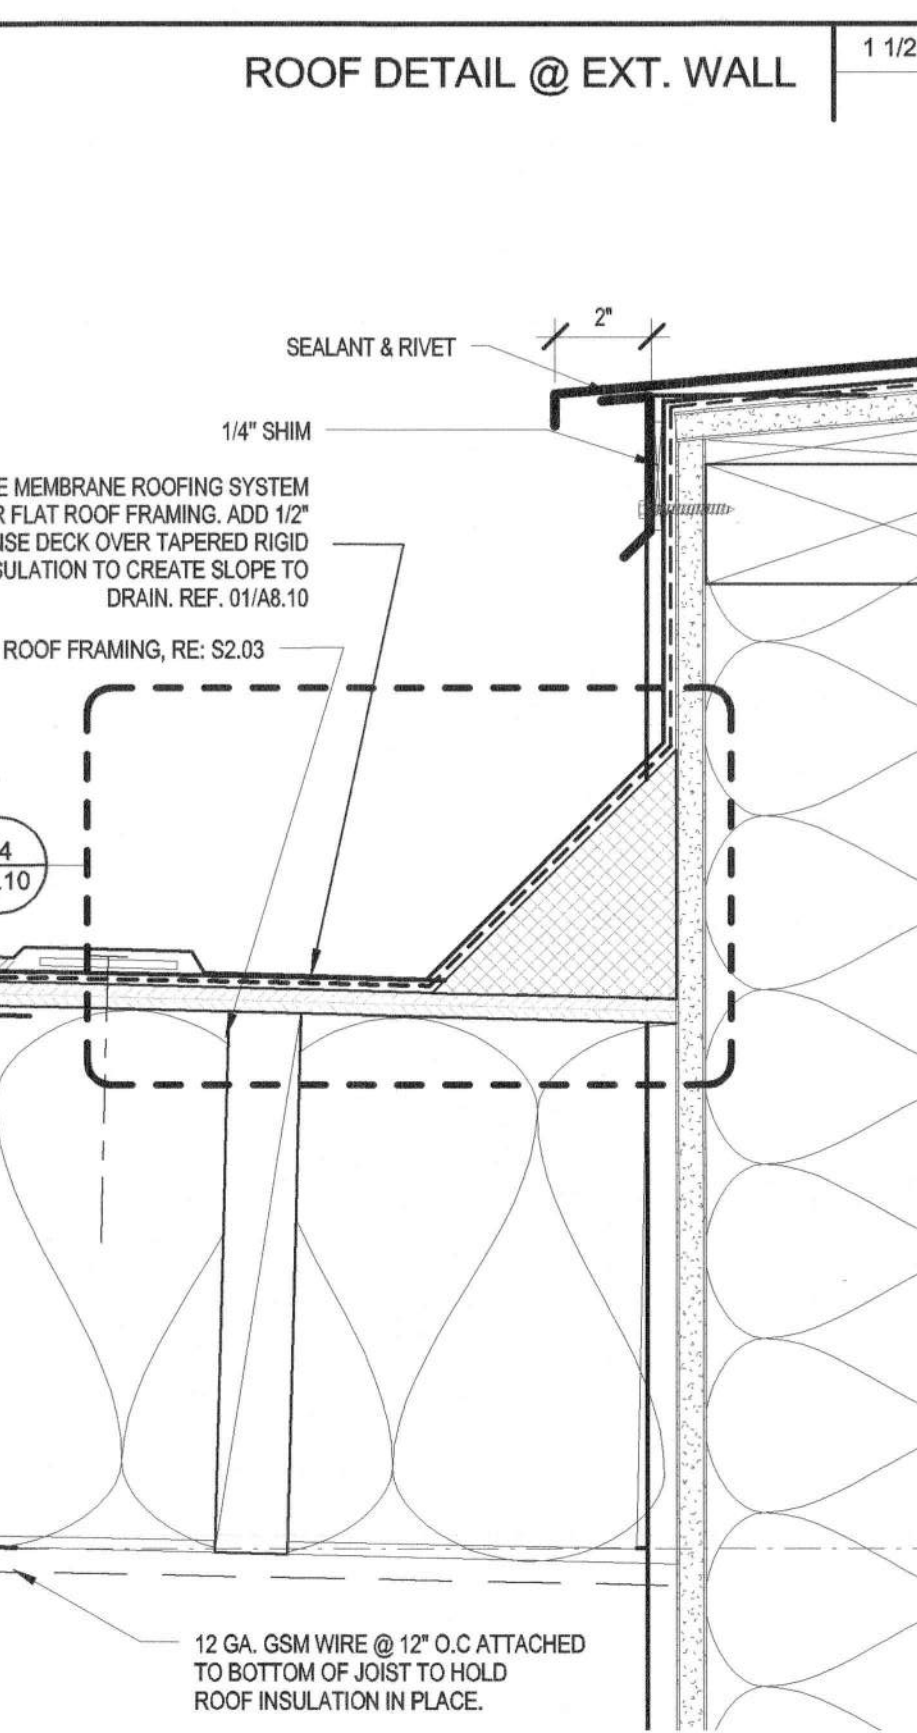 ROOF DETAIL @ EXT. WALL
1 1/2
2"
SEALANT & RIVET
1/4" SHIM
E MEMBRANE ROOFING SYSTEM
R FLAT ROOF FRAMING. ADD 1/2"
NSE DECK OVER TAPERED RIGID
SULATION TO CREATE SLOPE TO
DRAIN. REF. 01/A8.10
ROOF FRAMING, RE: S2.03
4
.10
12 GA. GSM WIRE @ 12" O.C ATTACHED
TO BOTTOM OF JOIST TO HOLD
ROOF INSULATION IN PLACE.